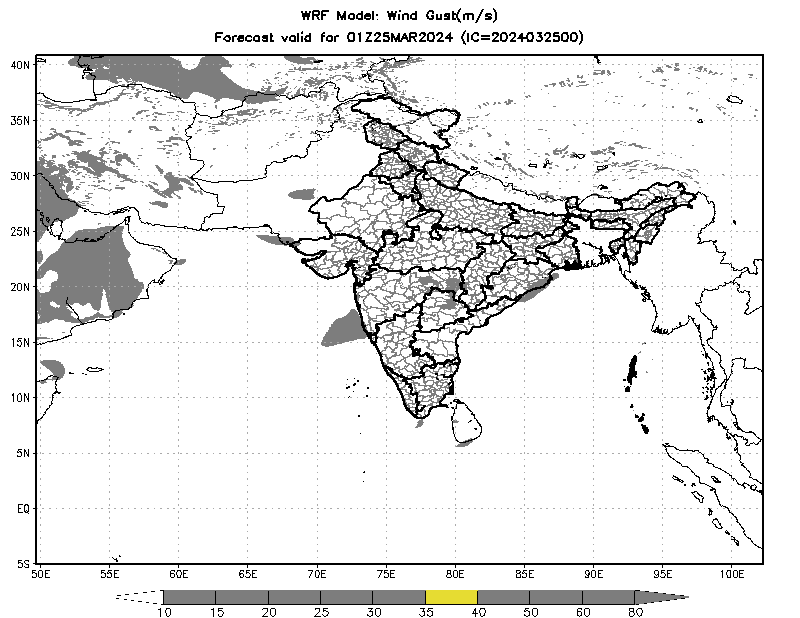 WRF Model: Wind Gust(m/s)
Forecast valid for 01Z25MAR2024 (IC=2024032500)
40N
35N
30N
25N
20N
15N
10N
5N
EQ
5S
50E 55E 60E 65E 70E 75E 80E 85E 90E 95E 100E
10 15 20 25 30 35 40 50 60 80